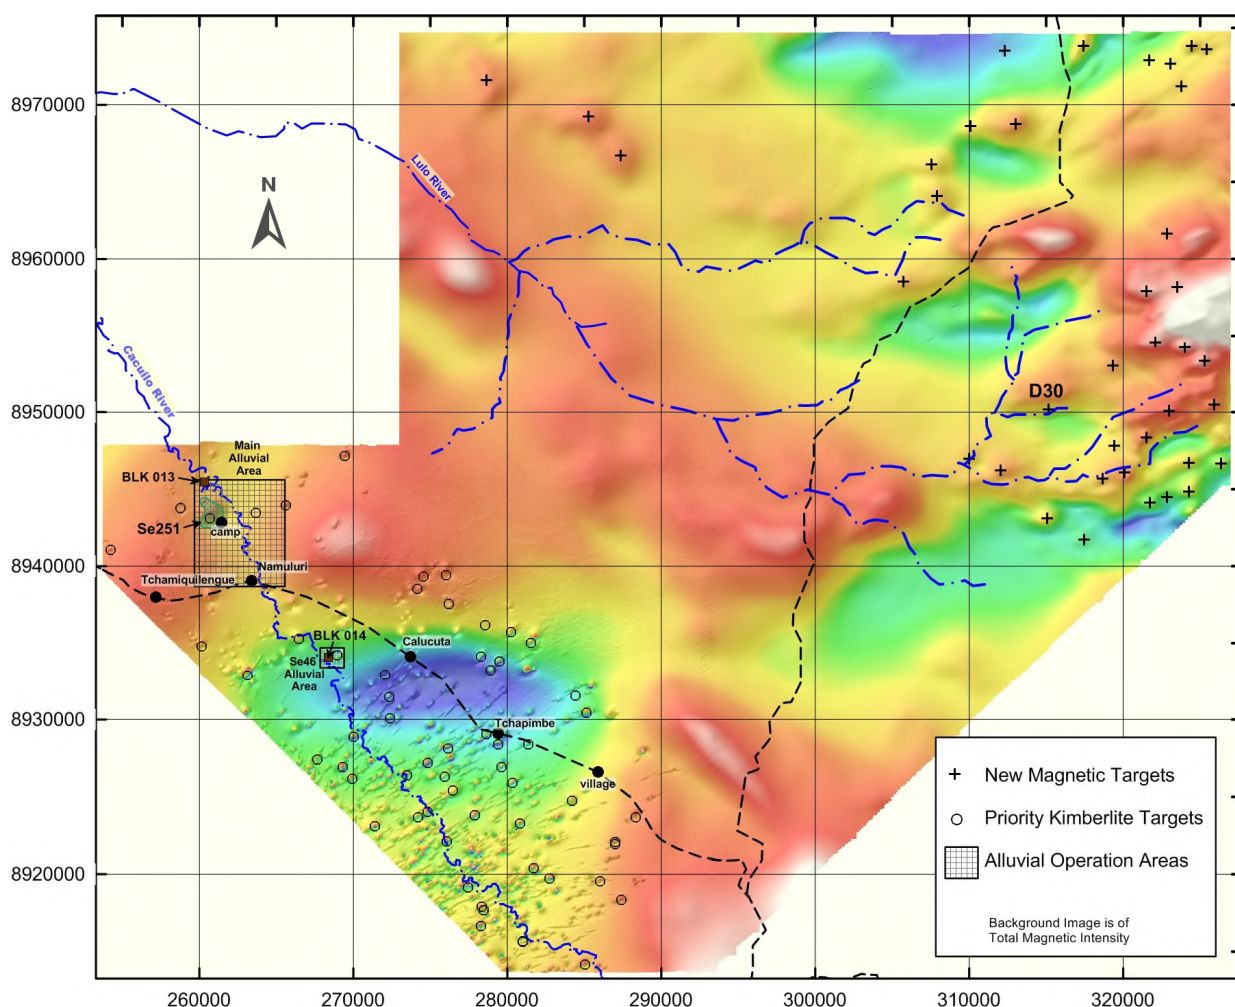 8970000
Lulo River
N
8960000
Caculio River
8950000
D30
Main
Alluvial
Area
BLK 013
Se251
camp
8940000
Namuluri
Tchamiquilengue
BLK 014
Calucuta
Se46
Alluvial
Area
8930000
Tchapimbe
village
New Magnetic Targets
Priority Kimberlite Targets
Alluvial Operation Areas
8920000
Background Image is of
Total Magnetic Intensity
260000 270000 280000 290000 300000 310000 320000